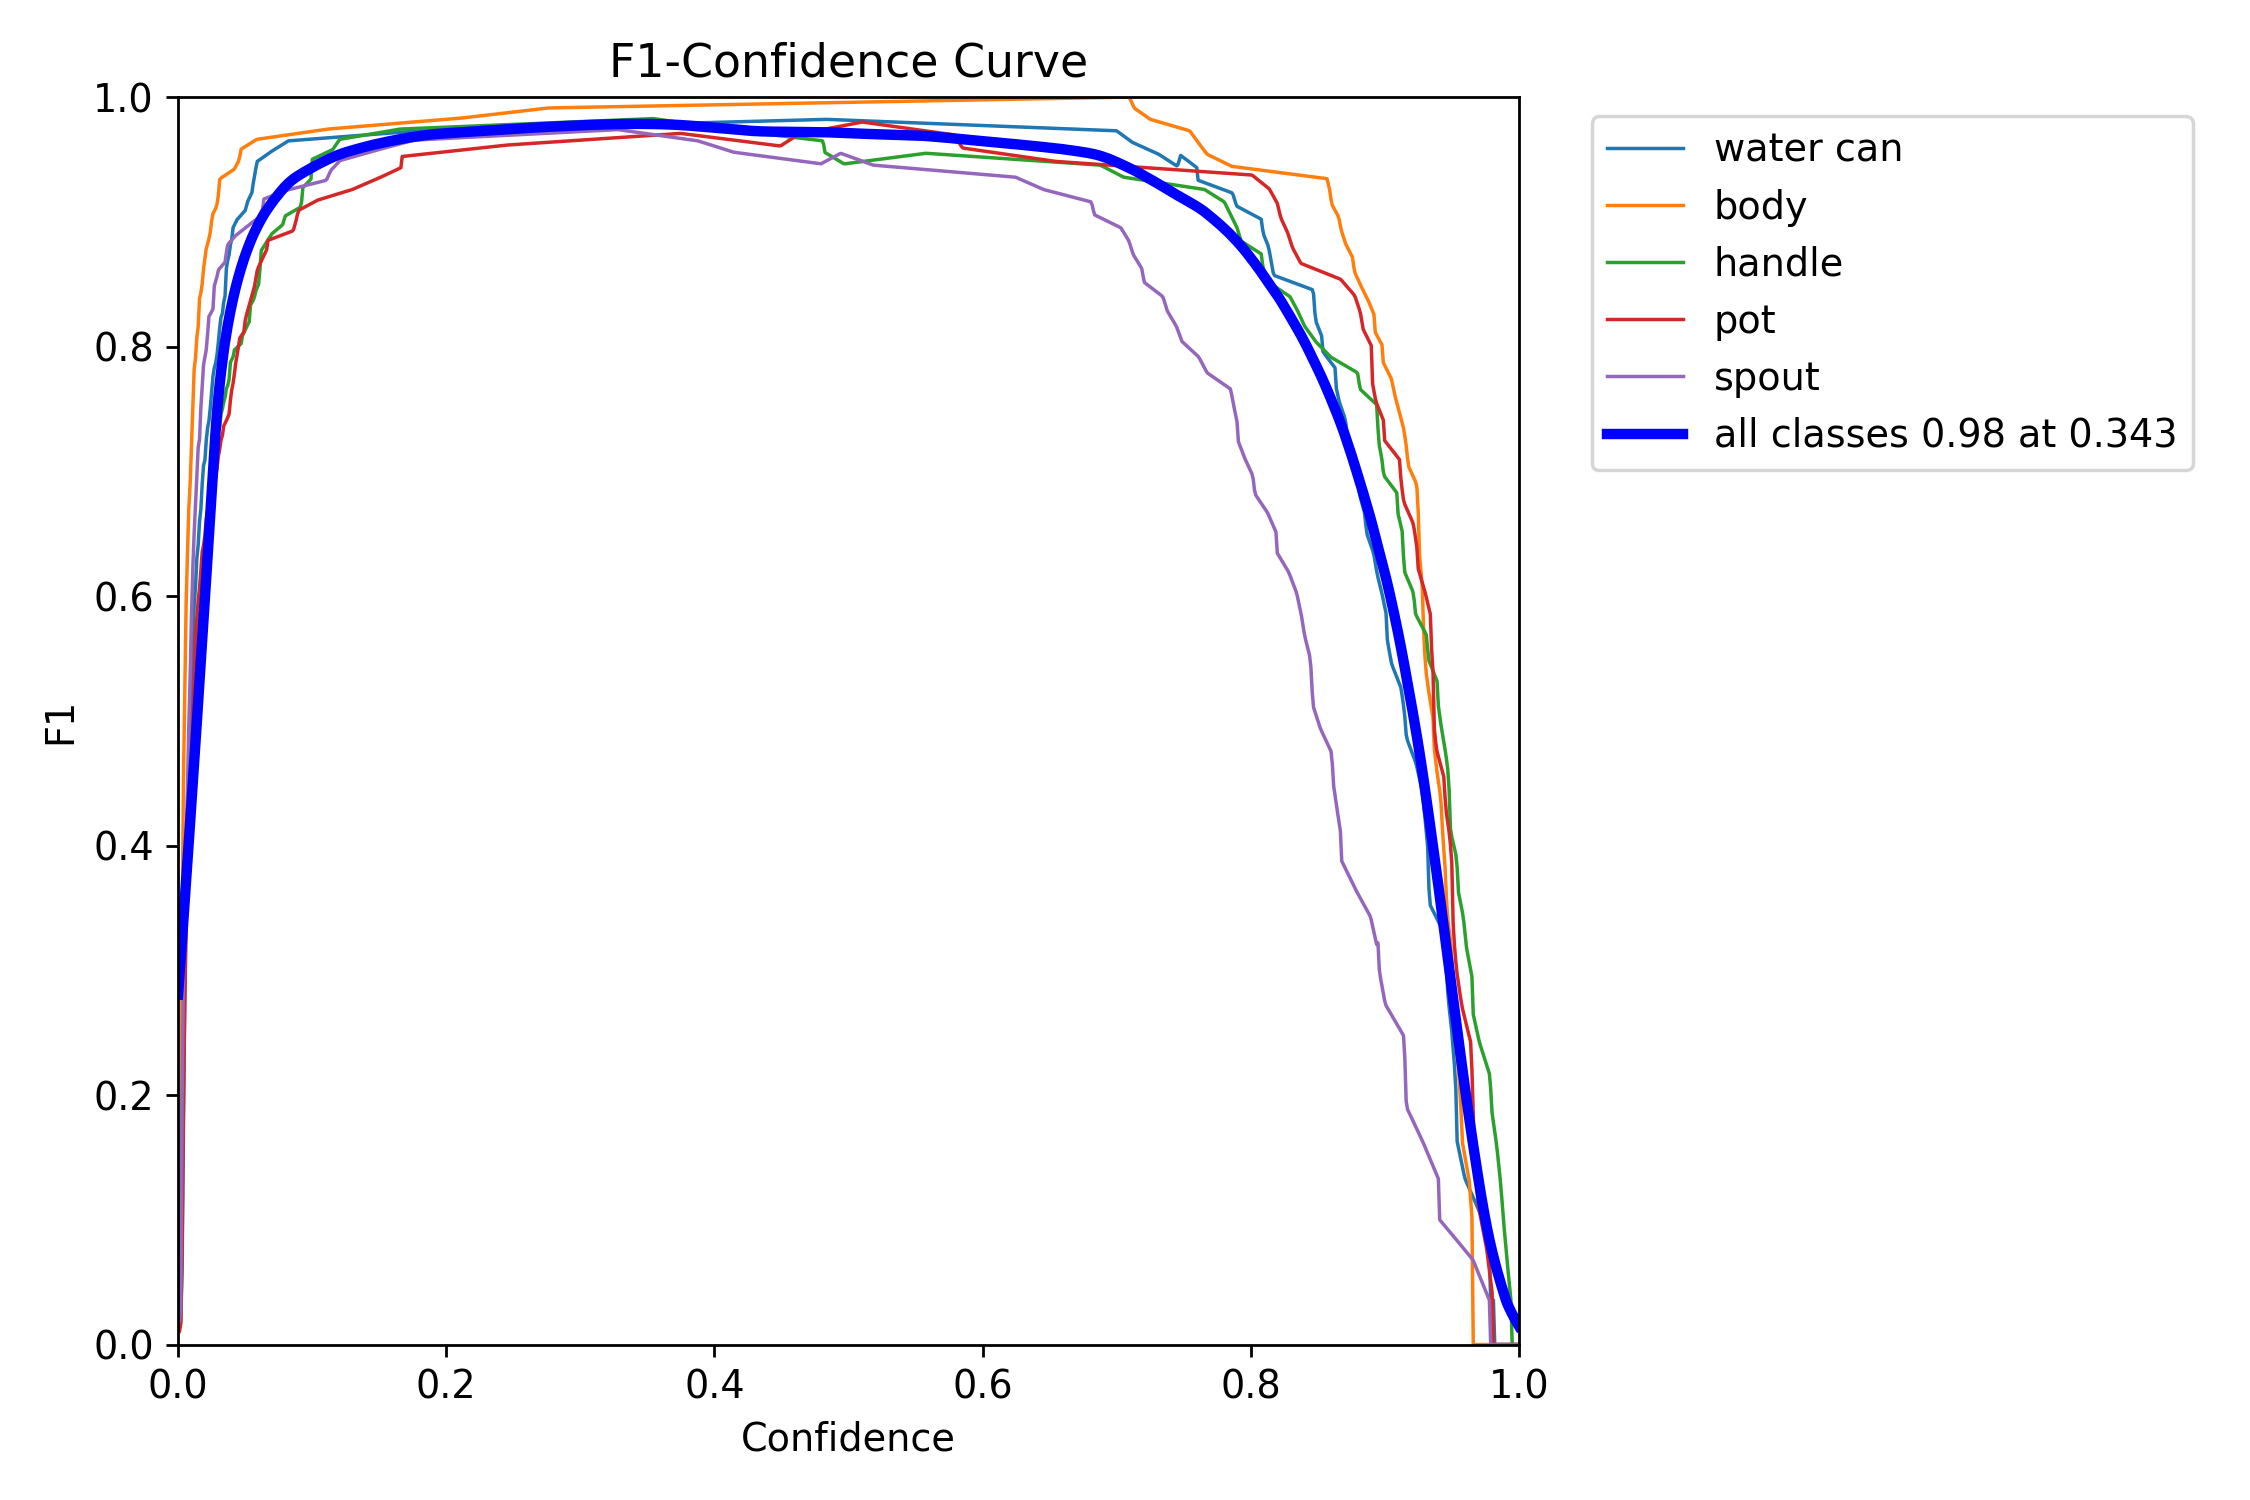 F1-Confidence Curve
1.0
0.8
0.6
0.4
0.2
0.0
F1
0.0 0.2 0.4 0.6 0.8 1.0
Confidence
water can
body
handle
pot
spout
all classes 0.98 at 0.343